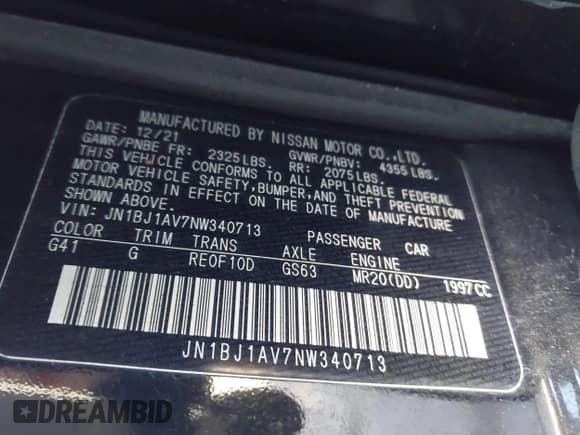 MANUFACTURED BY NISSAN MOTOR CO.,LTD.
DATE: 12/21 GVWR/PNBV: 4355 LBS.
GAWR/PNBE FR: 2325LBS. RR: 2075LBS.
THIS VEHICLE CONFORMS TO ALL APPLICABLE FEDERAL
MOTOR VEHICLE SAFETY,BUMPER,AND THEFT PREVENTION
STANDARDS IN EFFECT ON THE DATE OF MANUFACTURE
SHOWN ABOVE.
VIN: JN1BJ1AV7NW340713 PASSENGER CAR
COLOR TRIM TRANS AXLE ENGINE
G41 G RE0F10D GS63 MR20(DD) 1997CC
JN1BJ1AV7NW340713
DREAMBID